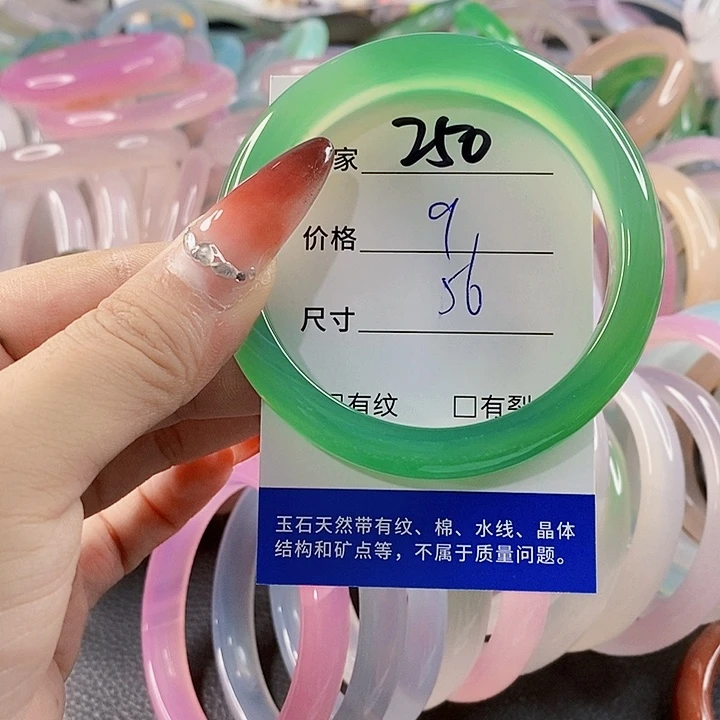 家 250
价格 9
尺寸 56
有纹 □有裂
玉石天然带有纹、棉、水线、晶体
结构和矿点等，不属于质量问题。